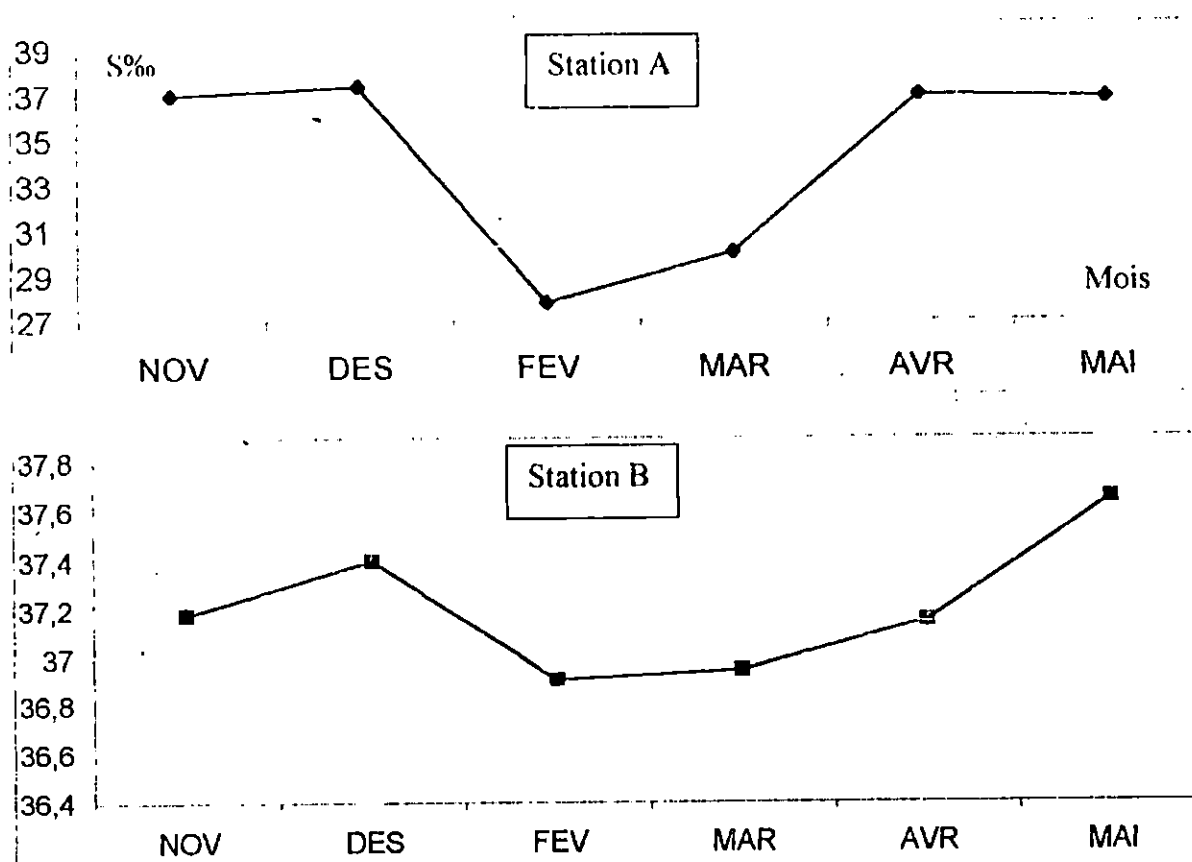 39
S‰
Station A
37
35
33
31
29
Mois
27
NOV DES FEV MAR AVR MAI
37,8
Station B
37,6
37,4
37,2
37
36,8
36,6
36,4
NOV DES FEV MAR AVR MAI